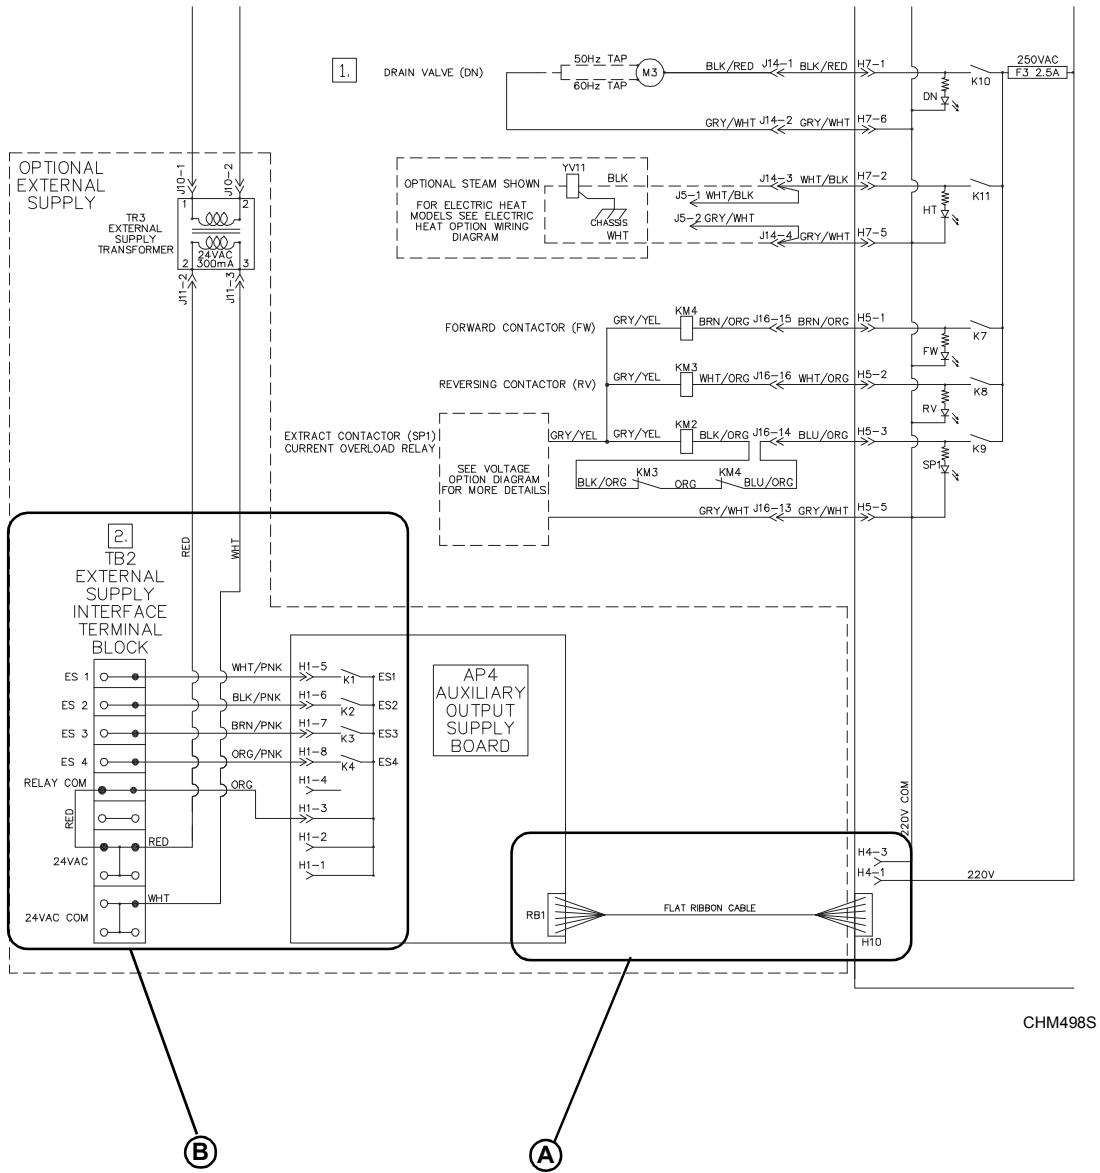 1.
DRAIN VALVE (DN)
50Hz TAP
60Hz TAP
M3
BLK/RED
J14-1
BLK/RED
H7-1
K10
250VAC
F3 2.5A
DN
GRY/WHT
J14-2
GRY/WHT
H7-6
OPTIONAL
EXTERNAL
SUPPLY
J10-1
J10-2
1
2
TR3
EXTERNAL
SUPPLY
TRANSFORMER
24VAC
300mA
2
3
J11-2
J11-3
OPTIONAL STEAM SHOWN
FOR ELECTRIC HEAT
MODELS SEE ELECTRIC
HEAT OPTION WIRING
DIAGRAM
YV11
BLK
CHASSIS
WHT
J14-3
WHT/BLK
H7-2
K11
J5-1 WHT/BLK
J5-2 GRY/WHT
HT
J14-4
GRY/WHT
H7-5
FORWARD CONTACTOR (FW)
GRY/YEL
KM4
BRN/ORG
J16-15
BRN/ORG
H5-1
K7
FW
REVERSING CONTACTOR (RV)
GRY/YEL
KM3
WHT/ORG
J16-16
WHT/ORG
H5-2
K8
RV
EXTRACT CONTACTOR (SP1)
CURRENT OVERLOAD RELAY
GRY/YEL
GRY/YEL
KM2
BLK/ORG
J16-14
BLU/ORG
H5-3
K9
SP1
SEE VOLTAGE
OPTION DIAGRAM
FOR MORE DETAILS
BLK/ORG
KM3
ORG
KM4
BLU/ORG
GRY/WHT
J16-13
GRY/WHT
H5-5
2.
TB2
EXTERNAL
SUPPLY
INTERFACE
TERMINAL
BLOCK
RED
WHT
ES 1
WHT/PNK
H1-5
K1
ES1
ES 2
BLK/PNK
H1-6
K2
ES2
ES 3
BRN/PNK
H1-7
K3
ES3
ES 4
ORG/PNK
H1-8
K4
ES4
RELAY COM
ORG
H1-4
RED
H1-3
RED
H1-2
24VAC
H1-1
WHT
24VAC COM
AP4
AUXILIARY
OUTPUT
SUPPLY
BOARD
220V COM
H4-3
H4-1
220V
RB1
FLAT RIBBON CABLE
H10
CHM498S
B
A